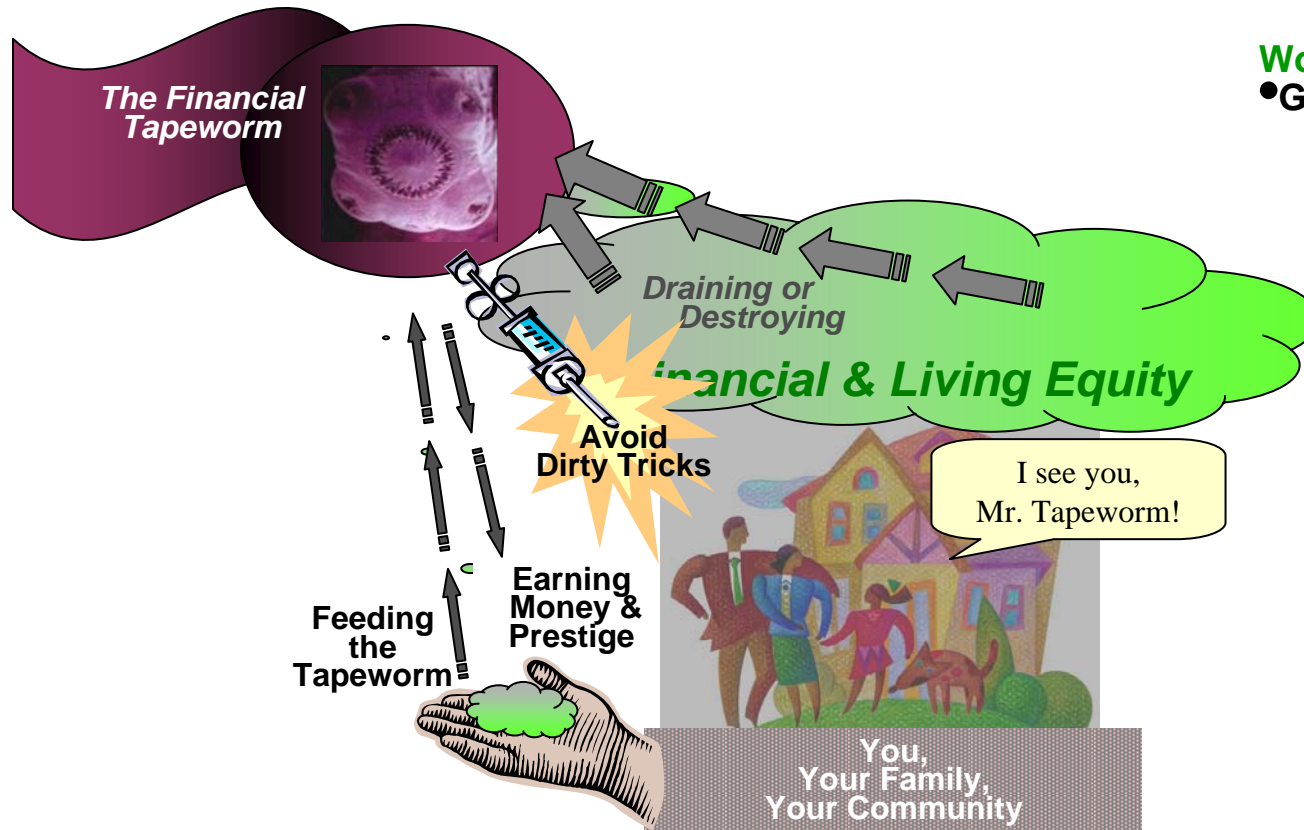 The Financial
Tapeworm
Draining or
Destroying
inancial & Living Equity
Avoid
Dirty Tricks
I see you,
Mr. Tapeworm!
Earning
Money &
Prestige
Feeding
the
Tapeworm
You,
Your Family,
Your Community